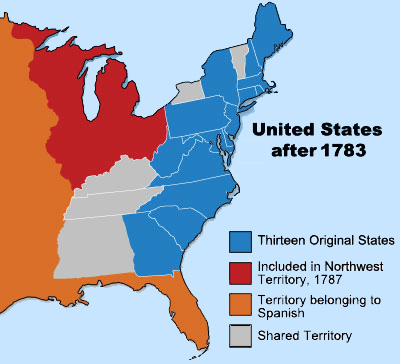 United States
after 1783
Thirteen Original States
Included in Northwest
Territory, 1787
Territory belonging to
Spanish
Shared Territory